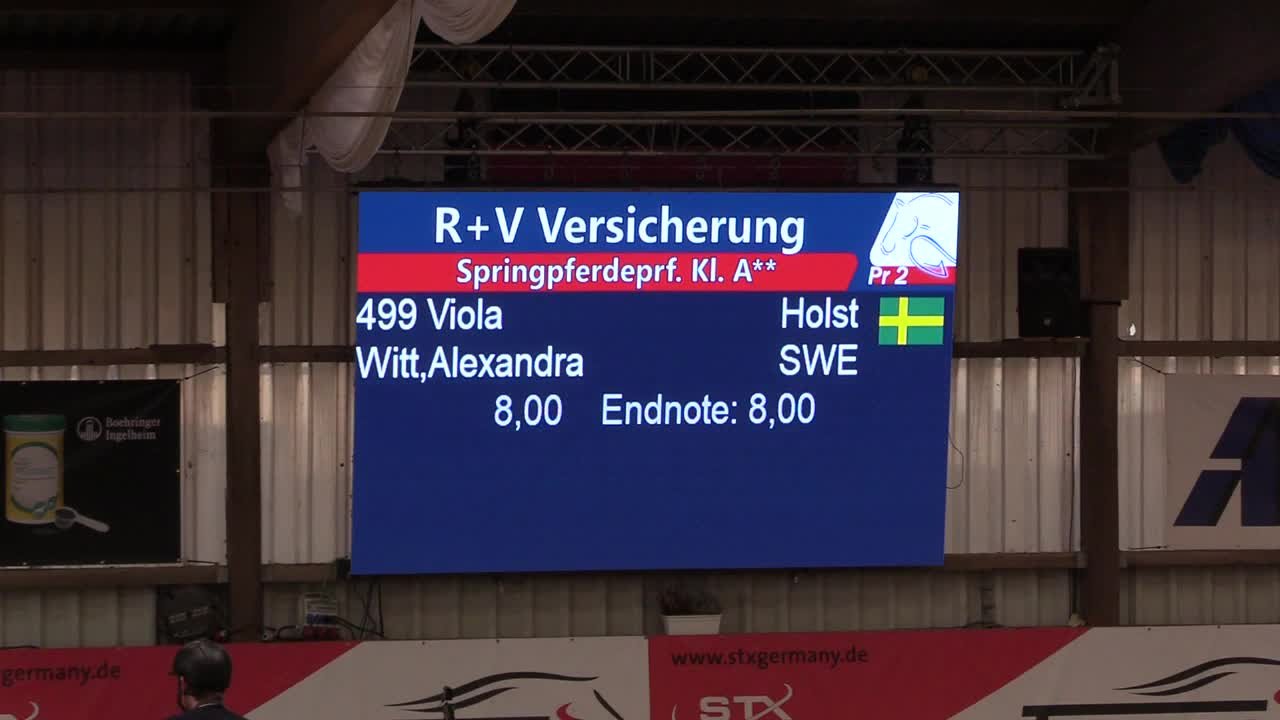 R+V Versicherung
Springpferdeprf. Kl. A**
Pr 2
499 Viola Holst
Witt,Alexandra SWE
8,00 Endnote: 8,00
Boehringer
Ingelheim
germany.de
www.stxgermany.de
STX